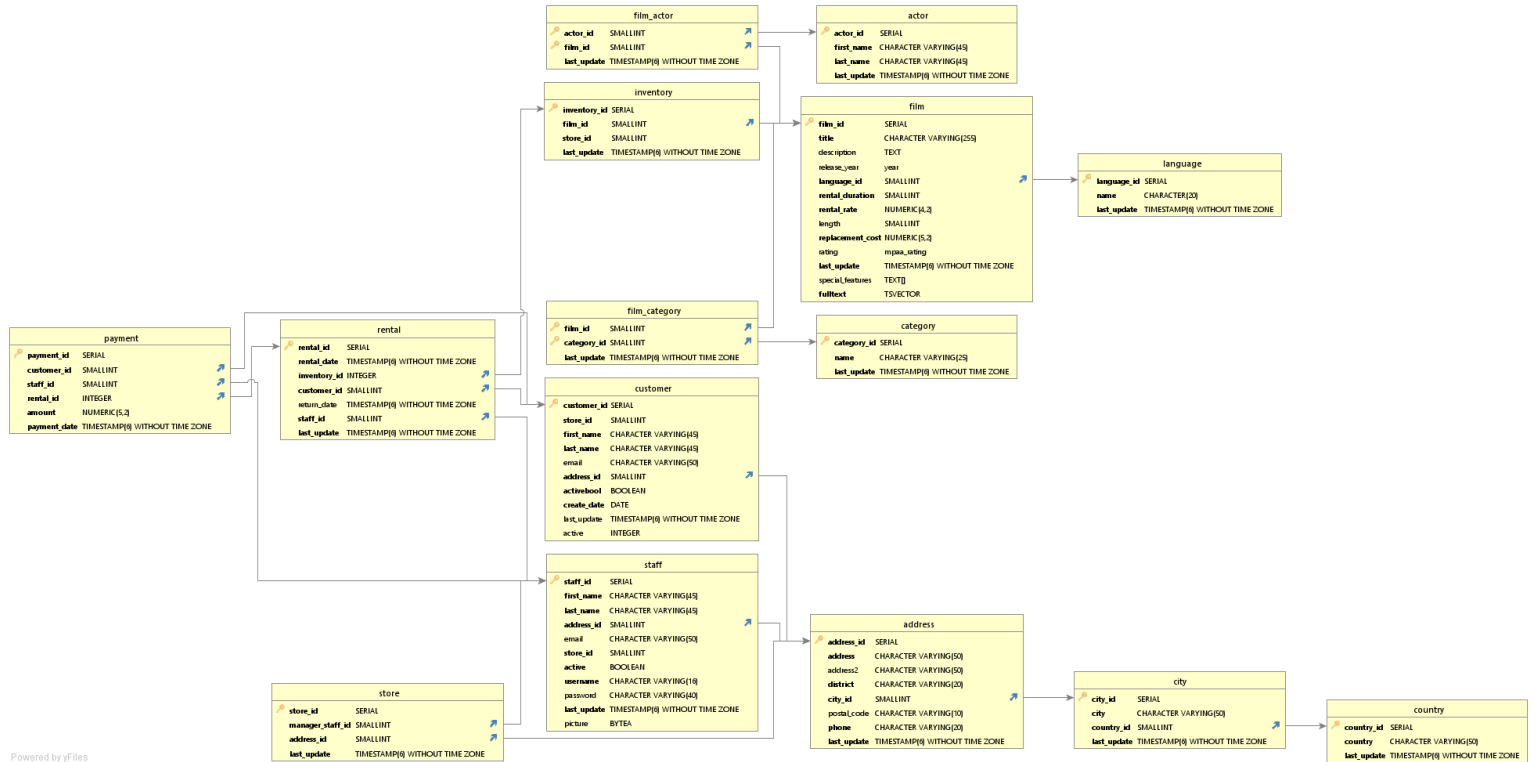 film_actor
actor_id SMALLINT
film_id SMALLINT
last_update TIMESTAMP(6) WITHOUT TIME ZONE
actor
actor_id SERIAL
first_name CHARACTER VARYING(45)
last_name CHARACTER VARYING(45)
last_update TIMESTAMP(6) WITHOUT TIME ZONE
inventory
inventory_id SERIAL
film_id SMALLINT
store_id SMALLINT
last_update TIMESTAMP(6) WITHOUT TIME ZONE
film
film_id SERIAL
title CHARACTER VARYING(255)
description TEXT
release_year year
language_id SMALLINT
rental_duration SMALLINT
rental_rate NUMERIC(4,2)
length SMALLINT
replacement_cost NUMERIC(5,2)
rating mpaa_rating
last_update TIMESTAMP(6) WITHOUT TIME ZONE
special_features TEXT[]
fulltext TSVECTOR
language
language_id SERIAL
name CHARACTER(20)
last_update TIMESTAMP(6) WITHOUT TIME ZONE
film_category
film_id SMALLINT
category_id SMALLINT
last_update TIMESTAMP(6) WITHOUT TIME ZONE
category
category_id SERIAL
name CHARACTER VARYING(25)
last_update TIMESTAMP(6) WITHOUT TIME ZONE
payment
payment_id SERIAL
customer_id SMALLINT
staff_id SMALLINT
rental_id INTEGER
amount NUMERIC(5,2)
payment_date TIMESTAMP(6) WITHOUT TIME ZONE
rental
rental_id SERIAL
rental_date TIMESTAMP(6) WITHOUT TIME ZONE
inventory_id INTEGER
customer_id SMALLINT
return_date TIMESTAMP(6) WITHOUT TIME ZONE
staff_id SMALLINT
last_update TIMESTAMP(6) WITHOUT TIME ZONE
customer
customer_id SERIAL
store_id SMALLINT
first_name CHARACTER VARYING(45)
last_name CHARACTER VARYING(45)
email CHARACTER VARYING(50)
address_id SMALLINT
activebool BOOLEAN
create_date DATE
last_update TIMESTAMP(6) WITHOUT TIME ZONE
active INTEGER
staff
staff_id SERIAL
first_name CHARACTER VARYING(45)
last_name CHARACTER VARYING(45)
address_id SMALLINT
email CHARACTER VARYING(50)
store_id SMALLINT
active BOOLEAN
username CHARACTER VARYING(16)
password CHARACTER VARYING(40)
last_update TIMESTAMP(6) WITHOUT TIME ZONE
picture BYTEA
store
store_id SERIAL
manager_staff_id SMALLINT
address_id SMALLINT
last_update TIMESTAMP(6) WITHOUT TIME ZONE
address
address_id SERIAL
address CHARACTER VARYING(50)
address2 CHARACTER VARYING(50)
district CHARACTER VARYING(20)
city_id SMALLINT
postal_code CHARACTER VARYING(10)
phone CHARACTER VARYING(20)
last_update TIMESTAMP(6) WITHOUT TIME ZONE
city
city_id SERIAL
city CHARACTER VARYING(50)
country_id SMALLINT
last_update TIMESTAMP(6) WITHOUT TIME ZONE
country
country_id SERIAL
country CHARACTER VARYING(50)
last_update TIMESTAMP(6) WITHOUT TIME ZONE
Powered by yFiles